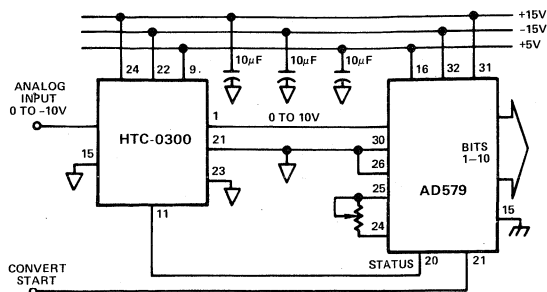 +15V
-15V
+5V
24 22 9. 10μF 10μF 10μF 16 32 31
ANALOG
INPUT
0 TO -10V
HTC-0300
1 0 TO 10V
21 30
15 23 26
25
24
11
AD579
BITS
1-10
15
STATUS 20 21
CONVERT
START